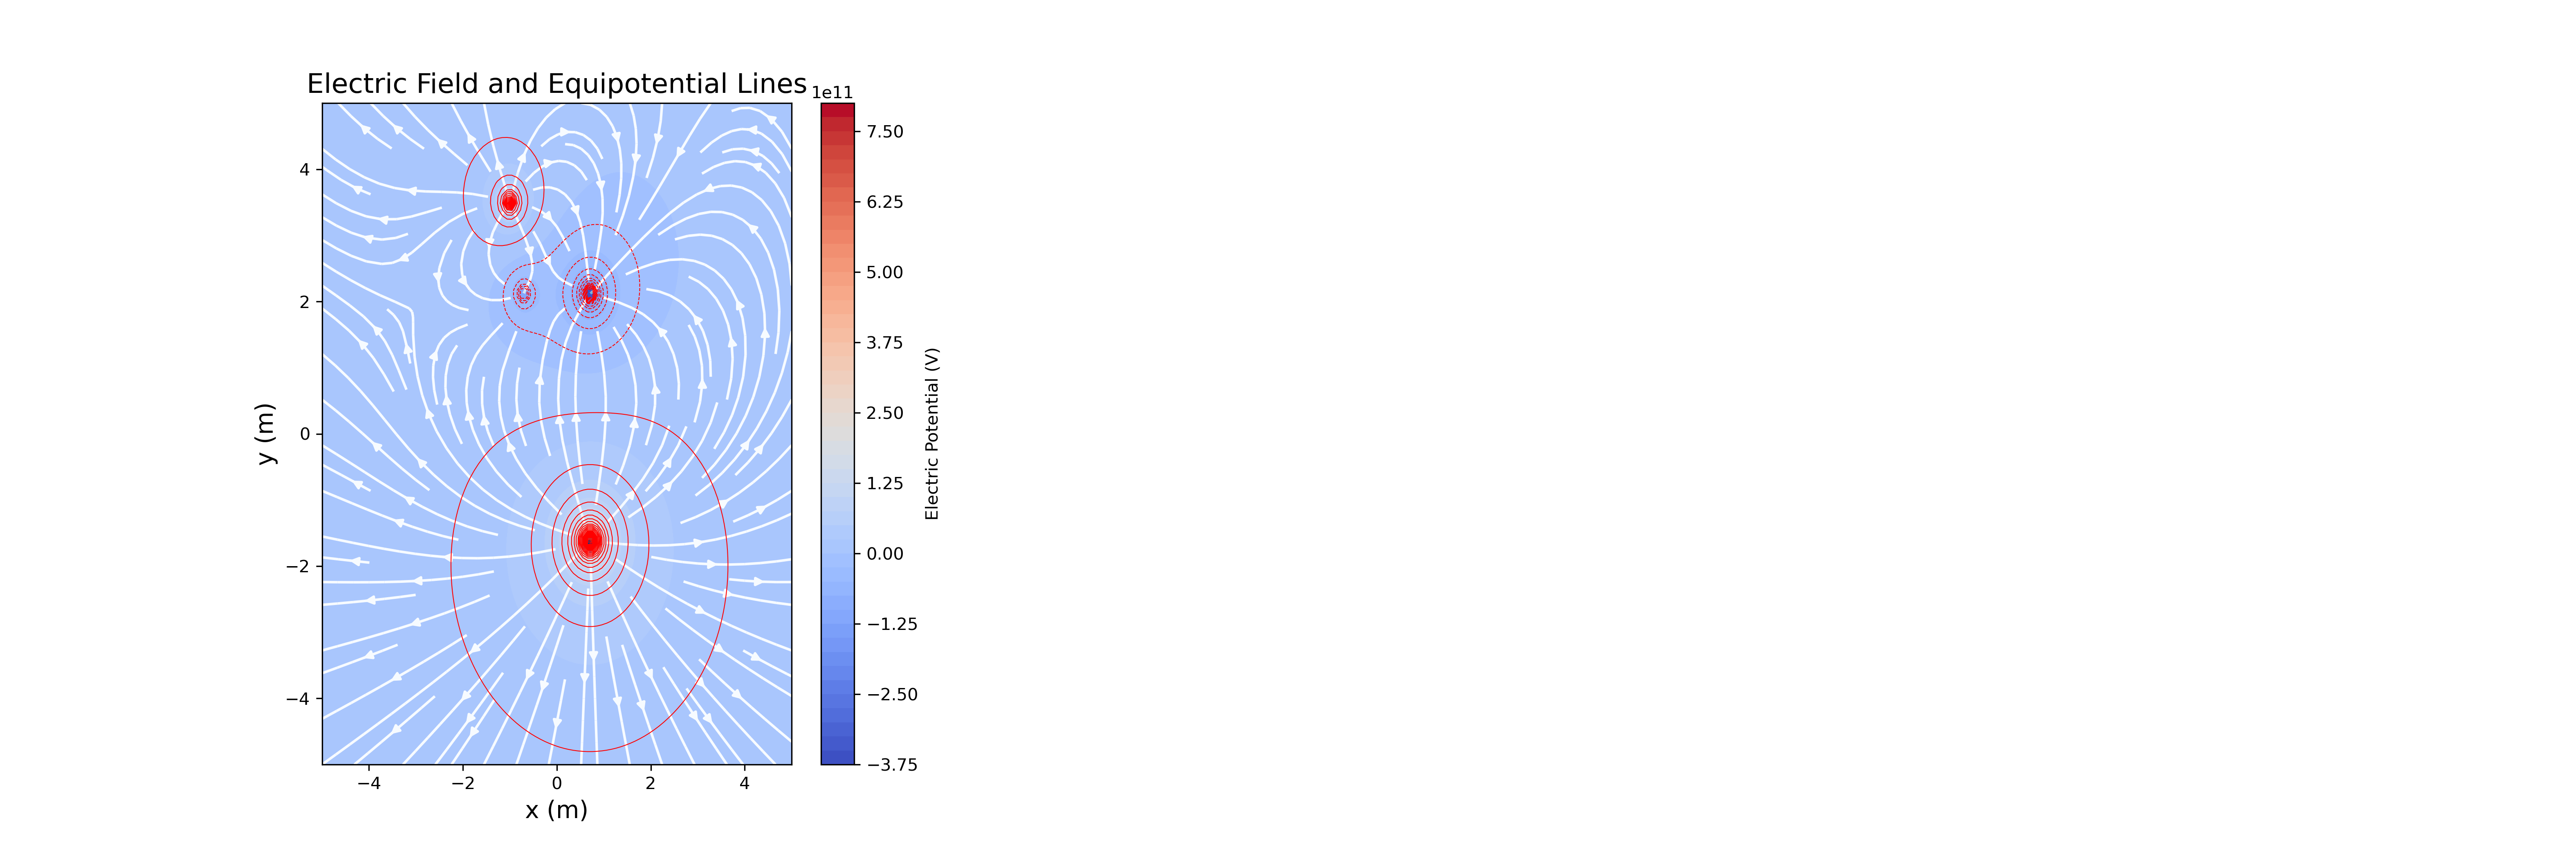 Electric Field and Equipotential Lines
1e11
4
2
0
−2
−4
y (m)
−4 −2 0 2 4
x (m)
7.50
6.25
5.00
3.75
2.50
1.25
0.00
−1.25
−2.50
−3.75
Electric Potential (V)